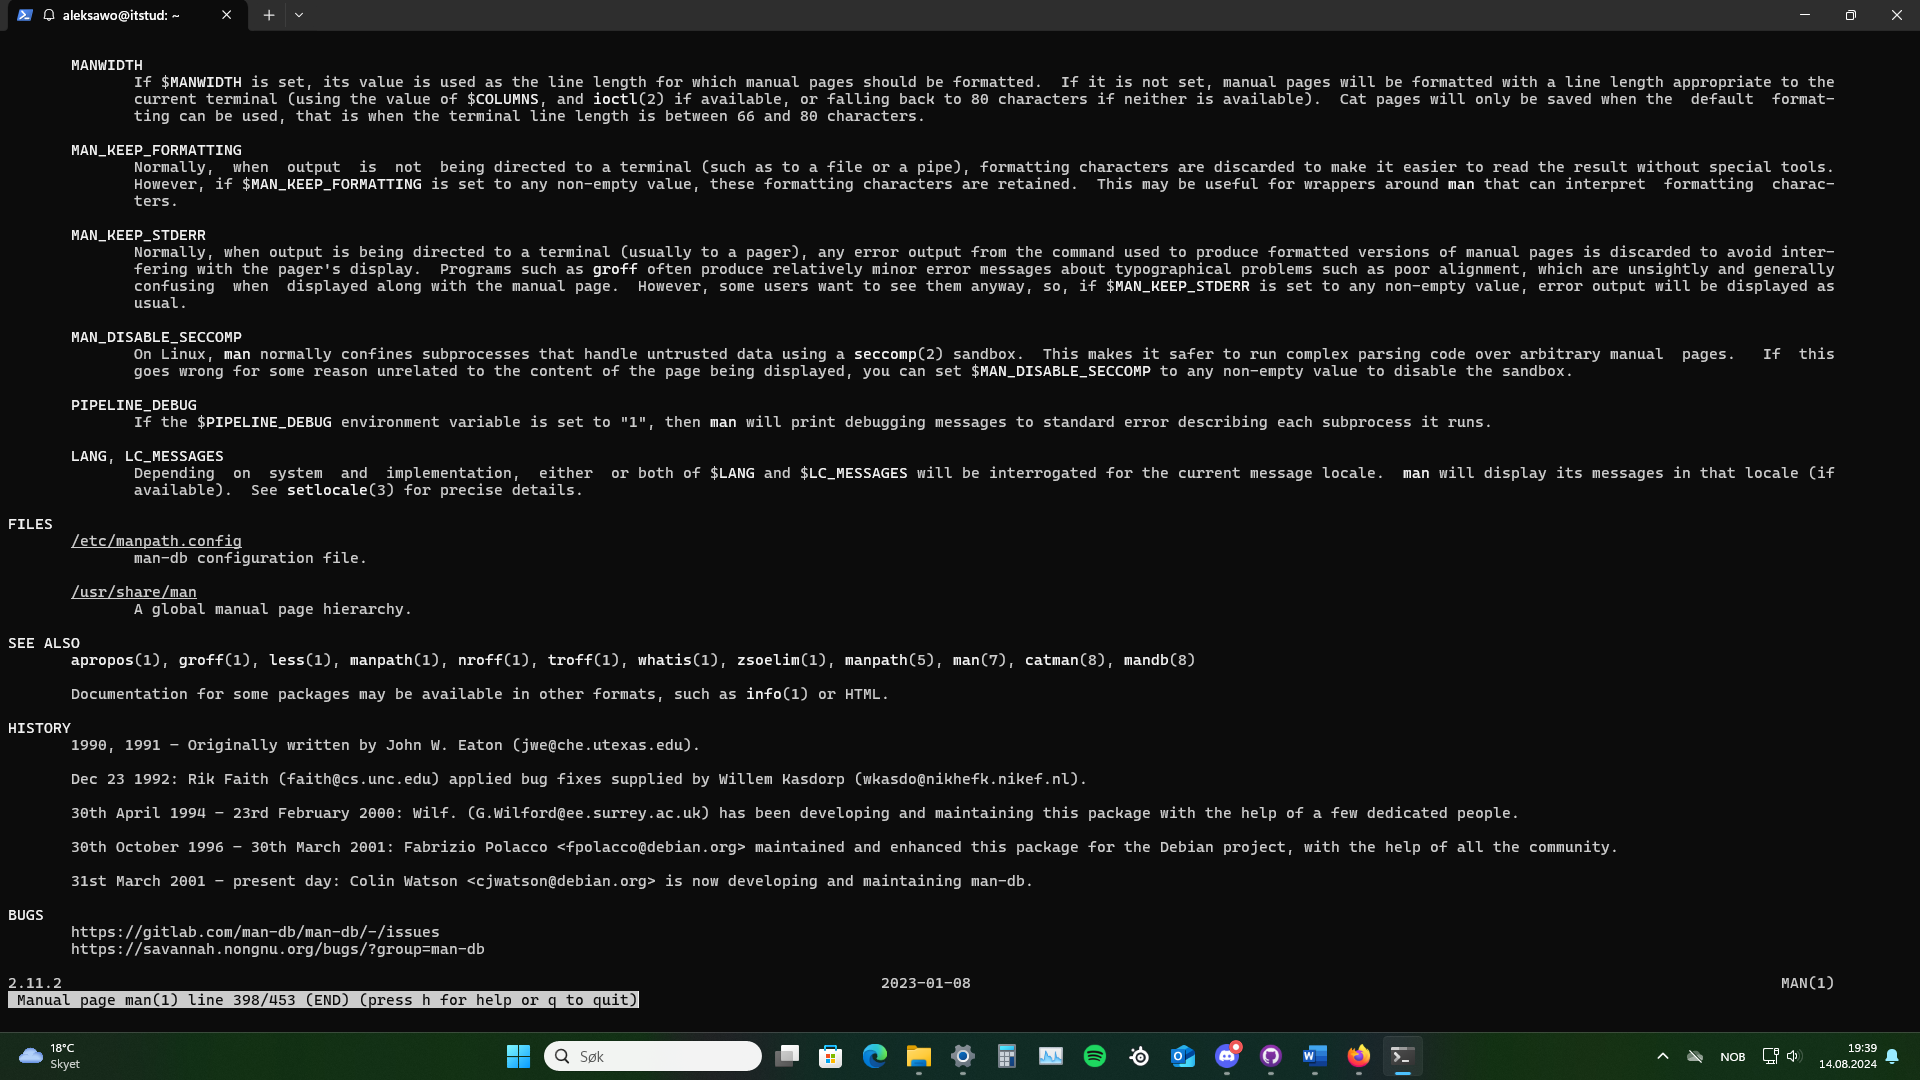 aleksawo@itstud: ~
MANWIDTH
If $MANWIDTH is set, its value is used as the line length for which manual pages should be formatted.  If it is not set, manual pages will be formatted with a line length appropriate to the
current terminal (using the value of $COLUMNS, and ioctl(2) if available, or falling back to 80 characters if neither is available).  Cat pages will only be saved when the  default  format‐
ting can be used, that is when the terminal line length is between 66 and 80 characters.
MAN_KEEP_FORMATTING
Normally,  when  output  is  not  being directed to a terminal (such as to a file or a pipe), formatting characters are discarded to make it easier to read the result without special tools.
However, if $MAN_KEEP_FORMATTING is set to any non-empty value, these formatting characters are retained.  This may be useful for wrappers around man that can interpret  formatting  charac‐
ters.
MAN_KEEP_STDERR
Normally, when output is being directed to a terminal (usually to a pager), any error output from the command used to produce formatted versions of manual pages is discarded to avoid inter‐
fering with the pager's display.  Programs such as groff often produce relatively minor error messages about typographical problems such as poor alignment, which are unsightly and generally
confusing  when  displayed along with the manual page.  However, some users want to see them anyway, so, if $MAN_KEEP_STDERR is set to any non-empty value, error output will be displayed as
usual.
MAN_DISABLE_SECCOMP
On Linux, man normally confines subprocesses that handle untrusted data using a seccomp(2) sandbox.  This makes it safer to run complex parsing code over arbitrary manual  pages.   If  this
goes wrong for some reason unrelated to the content of the page being displayed, you can set $MAN_DISABLE_SECCOMP to any non-empty value to disable the sandbox.
PIPELINE_DEBUG
If the $PIPELINE_DEBUG environment variable is set to "1", then man will print debugging messages to standard error describing each subprocess it runs.
LANG, LC_MESSAGES
Depending  on  system  and  implementation,  either  or both of $LANG and $LC_MESSAGES will be interrogated for the current message locale.  man will display its messages in that locale (if
available).  See setlocale(3) for precise details.
FILES
/etc/manpath.config
man-db configuration file.
/usr/share/man
A global manual page hierarchy.
SEE ALSO
apropos(1), groff(1), less(1), manpath(1), nroff(1), troff(1), whatis(1), zsoelim(1), manpath(5), man(7), catman(8), mandb(8)
Documentation for some packages may be available in other formats, such as info(1) or HTML.
HISTORY
1990, 1991 – Originally written by John W. Eaton (jwe@che.utexas.edu).
Dec 23 1992: Rik Faith (faith@cs.unc.edu) applied bug fixes supplied by Willem Kasdorp (wkasdo@nikhefk.nikef.nl).
30th April 1994 – 23rd February 2000: Wilf. (G.Wilford@ee.surrey.ac.uk) has been developing and maintaining this package with the help of a few dedicated people.
30th October 1996 – 30th March 2001: Fabrizio Polacco <fpolacco@debian.org> maintained and enhanced this package for the Debian project, with the help of all the community.
31st March 2001 – present day: Colin Watson <cjwatson@debian.org> is now developing and maintaining man-db.
BUGS
https://gitlab.com/man-db/man-db/-/issues
https://savannah.nongnu.org/bugs/?group=man-db
2.11.2 2023-01-08 MAN(1)
Manual page man(1) line 398/453 (END) (press h for help or q to quit)
18°C
Skyet
Søk
NOB
19:39
14.08.2024